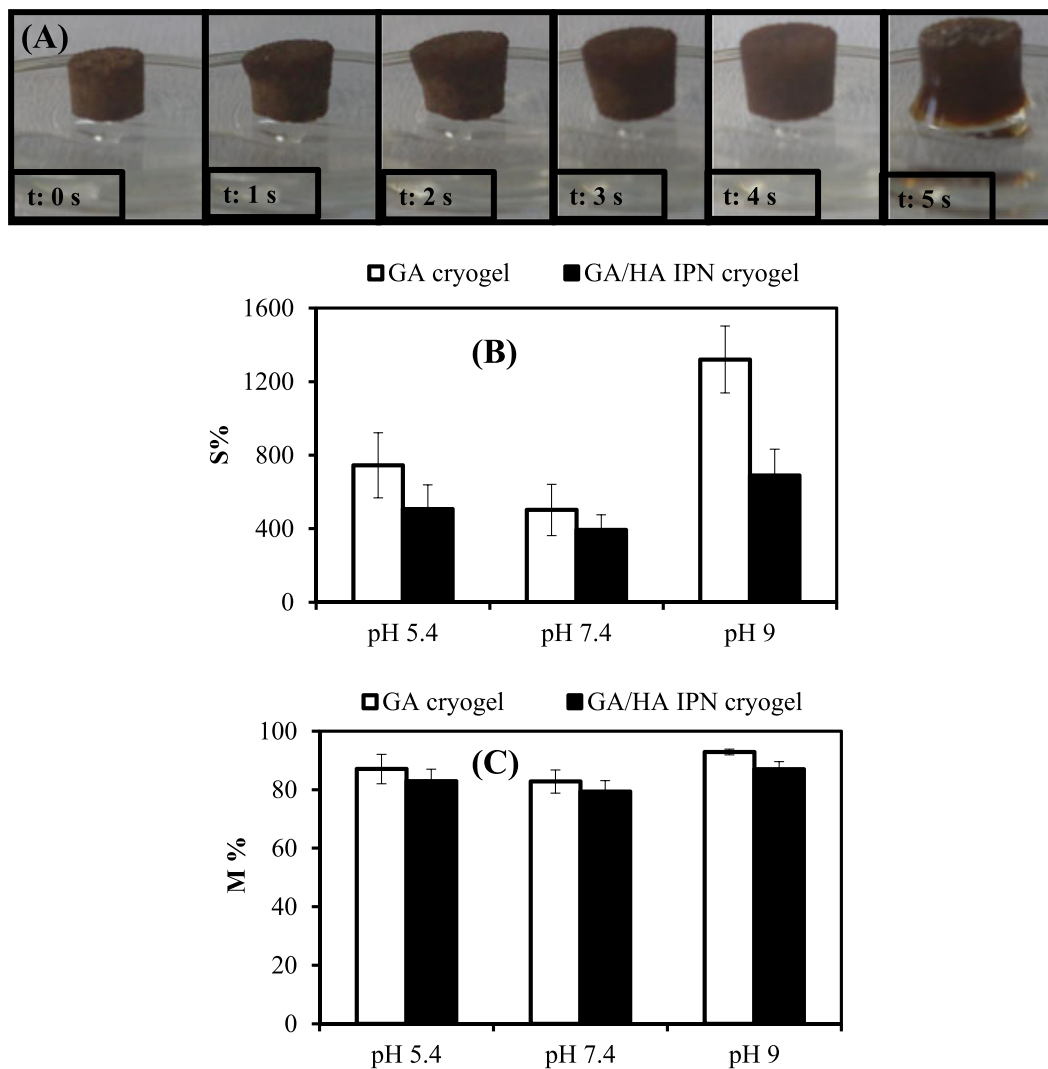 (A)
t: 0 s t: 1 s t: 2 s t: 3 s t: 4 s t: 5 s
GA cryogel GA/HA IPN cryogel
(B)
S%
1600
1200
800
400
0
pH 5.4 pH 7.4 pH 9
GA cryogel GA/HA IPN cryogel
(C)
M %
100
80
60
40
20
0
pH 5.4 pH 7.4 pH 9